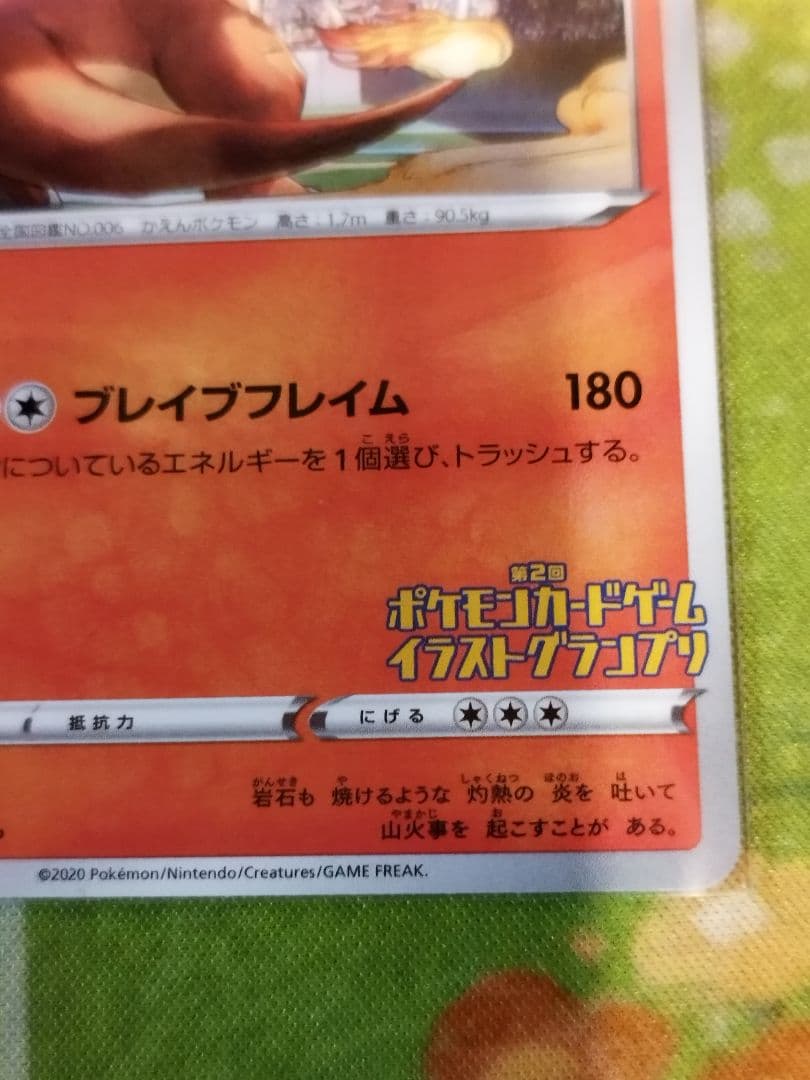 全国図鑑NO.006 かえんポケモン 高さ:1.7m 重さ:90.5kg
ブレイブフレイム 180
についているエネルギーを1個選び、トラッシュする。
第2回
ポケモンカードゲーム
イラストグランプリ
抵抗力 にげる
岩石も 焼けるような 灼熱の 炎を 吐いて
山火事を 起こすことが ある。
©2020 Pokémon/Nintendo/Creatures/GAME FREAK.